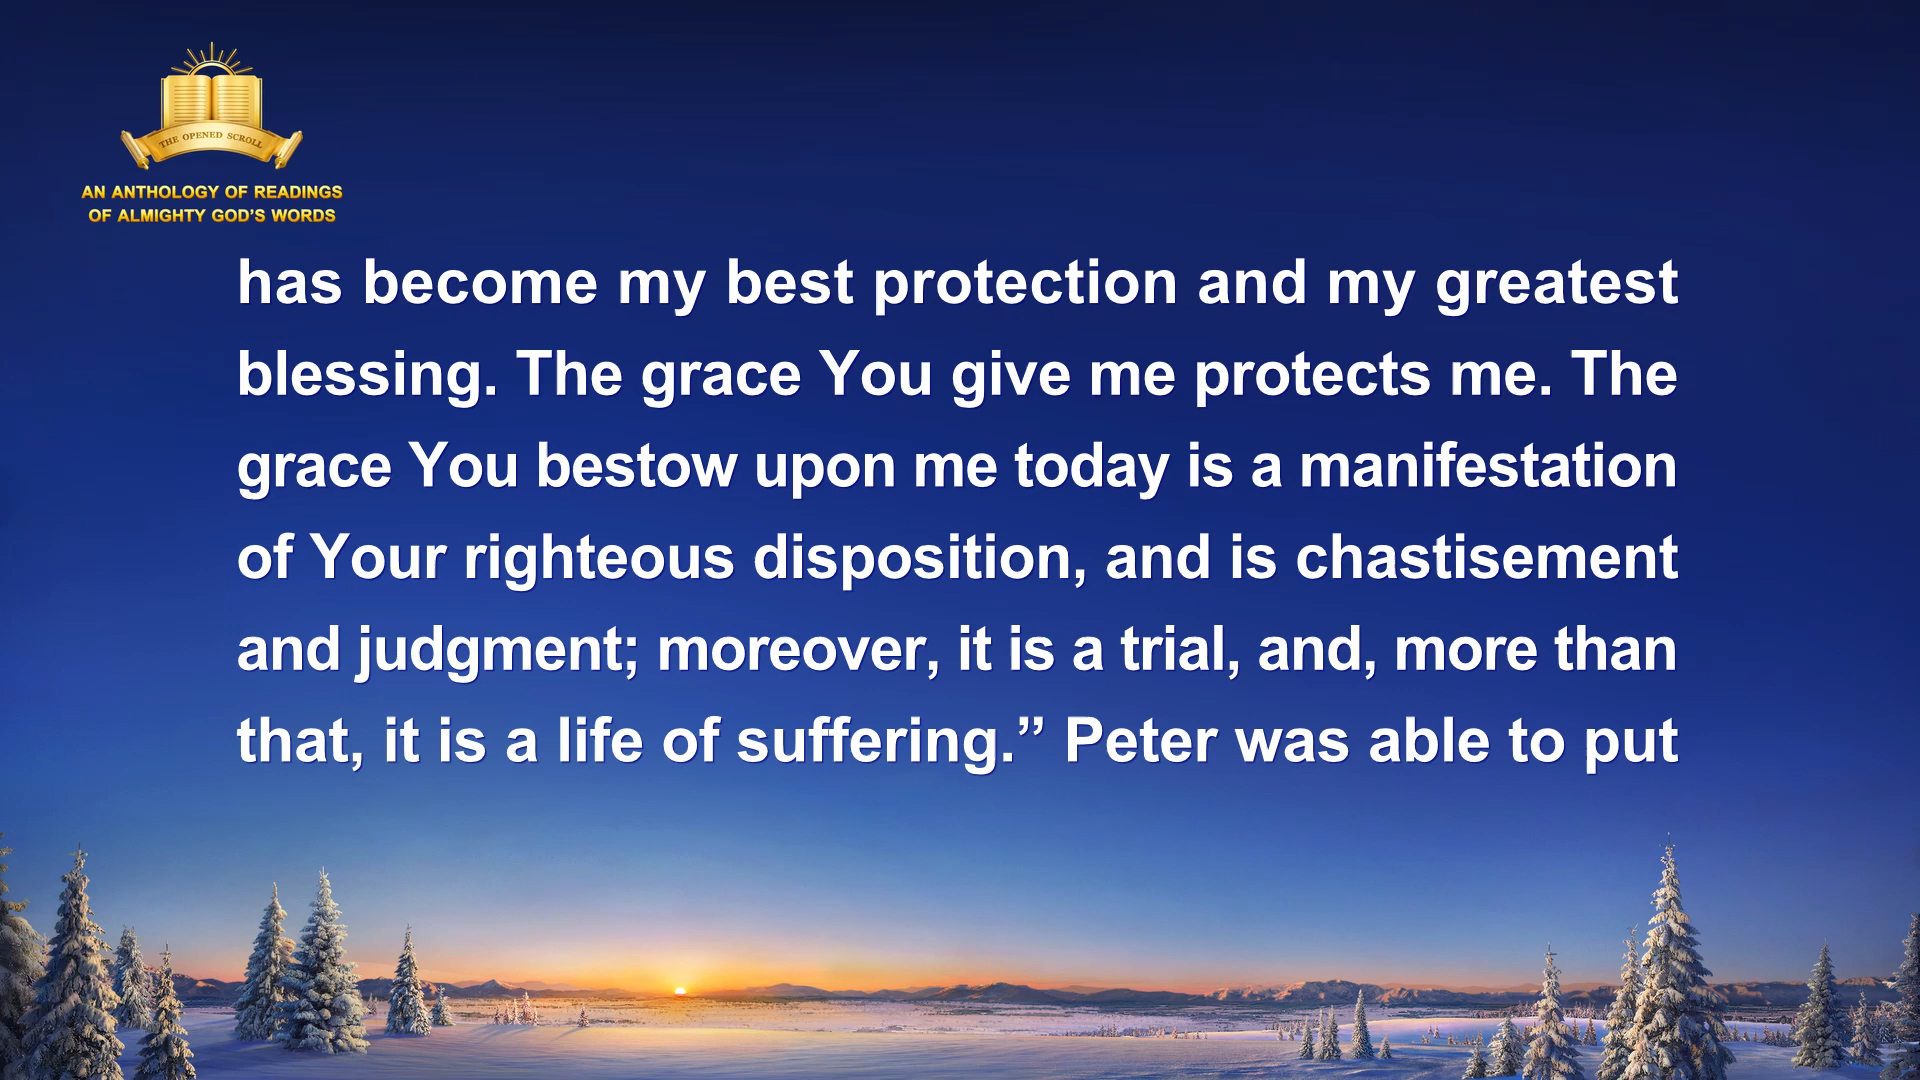 THE OPENED SCROLL
AN ANTHOLOGY OF READINGS
OF ALMIGHTY GOD’S WORDS
has become my best protection and my greatest
blessing. The grace You give me protects me. The
grace You bestow upon me today is a manifestation
of Your righteous disposition, and is chastisement
and judgment; moreover, it is a trial, and, more than
that, it is a life of suffering.” Peter was able to put